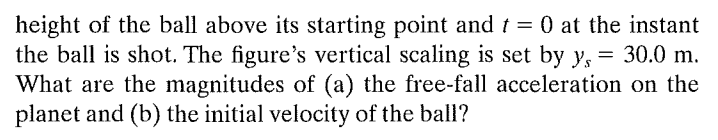 height of the ball above its starting point and t = 0 at the instant
the ball is shot. The figure's vertical scaling is set by yₛ = 30.0 m.
What are the magnitudes of (a) the free-fall acceleration on the
planet and (b) the initial velocity of the ball?